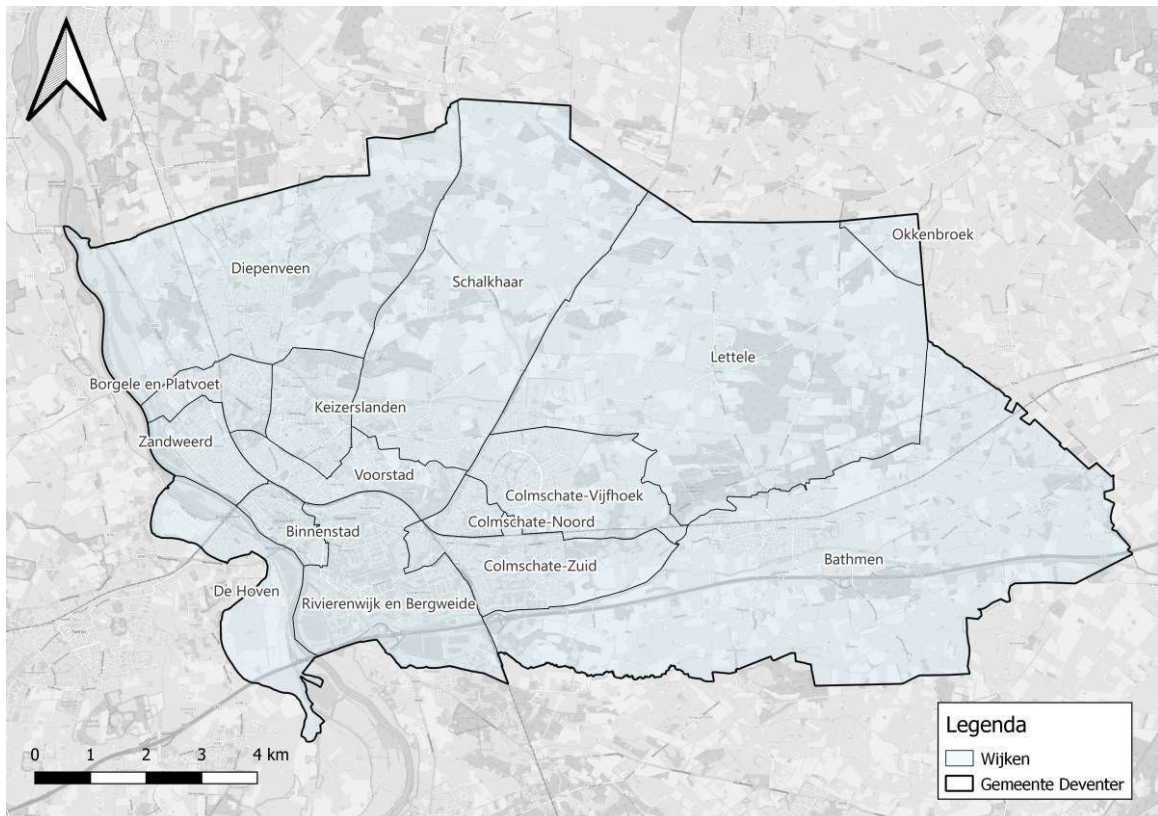 Okkenbroek
Diepenveen
Schalkhaar
Lettele
Borgele en Platvoet
Keizerslanden
Zandweerd
Voorstad
Colmschate-Vijfhoek
Colmschate-Noord
Binnenstad
Bathmen
Colmschate-Zuid
De Hoven
Rivierenwijk en Bergweide
0 1 2 3 4 km
Legenda
Wijken
Gemeente Deventer